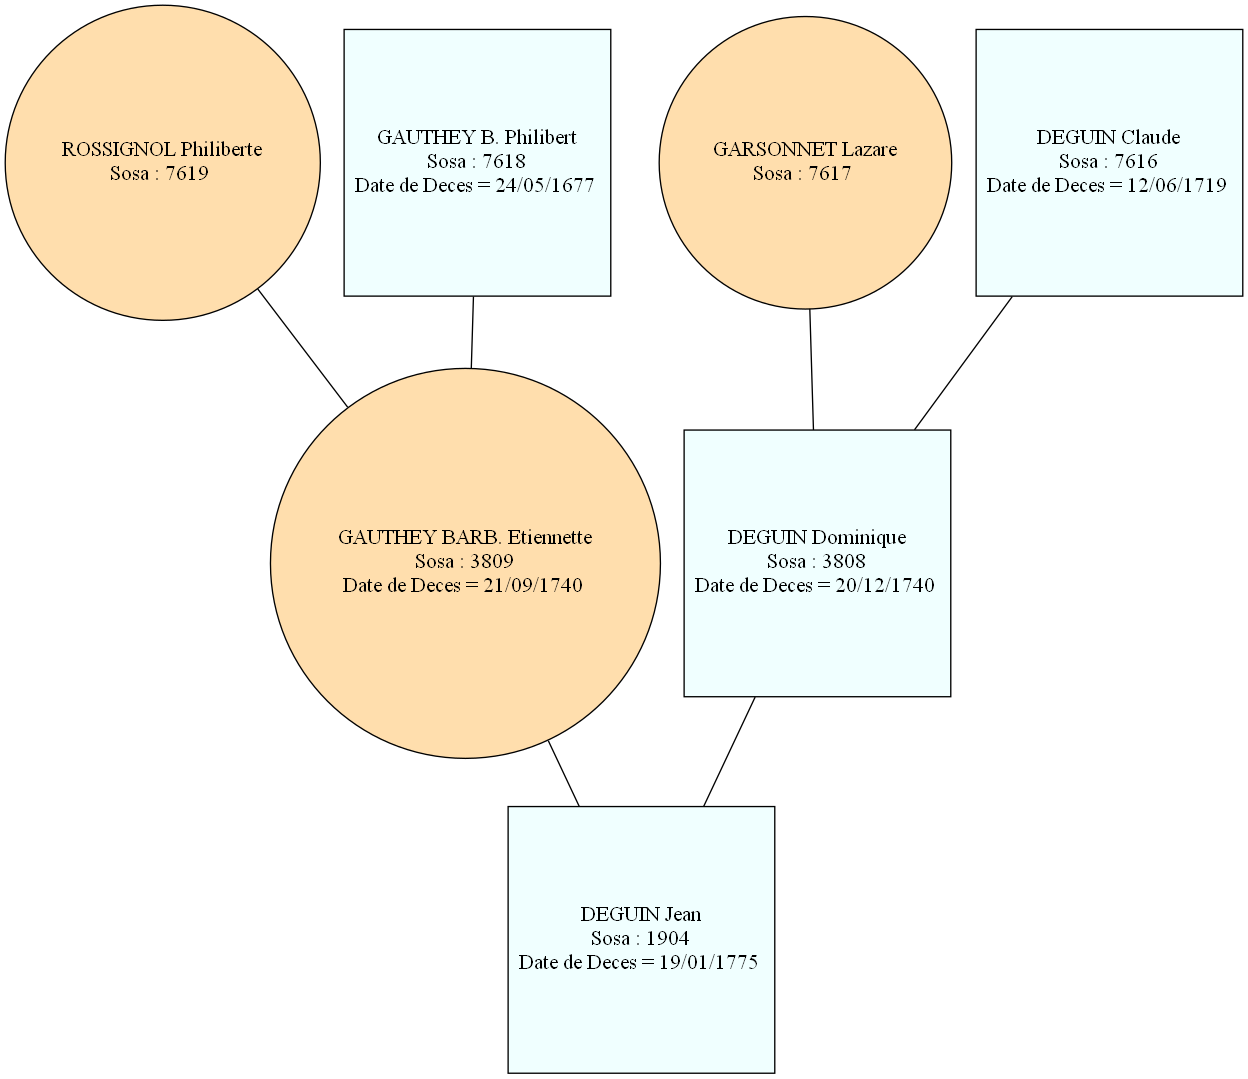 ROSSIGNOL Philiberte
Sosa : 7619
GAUTHEY B. Philibert
Sosa : 7618
Date de Deces = 24/05/1677
GARSONNET Lazare
Sosa : 7617
DEGUIN Claude
Sosa : 7616
Date de Deces = 12/06/1719
GAUTHEY BARB. Etiennette
Sosa : 3809
Date de Deces = 21/09/1740
DEGUIN Dominique
Sosa : 3808
Date de Deces = 20/12/1740
DEGUIN Jean
Sosa : 1904
Date de Deces = 19/01/1775